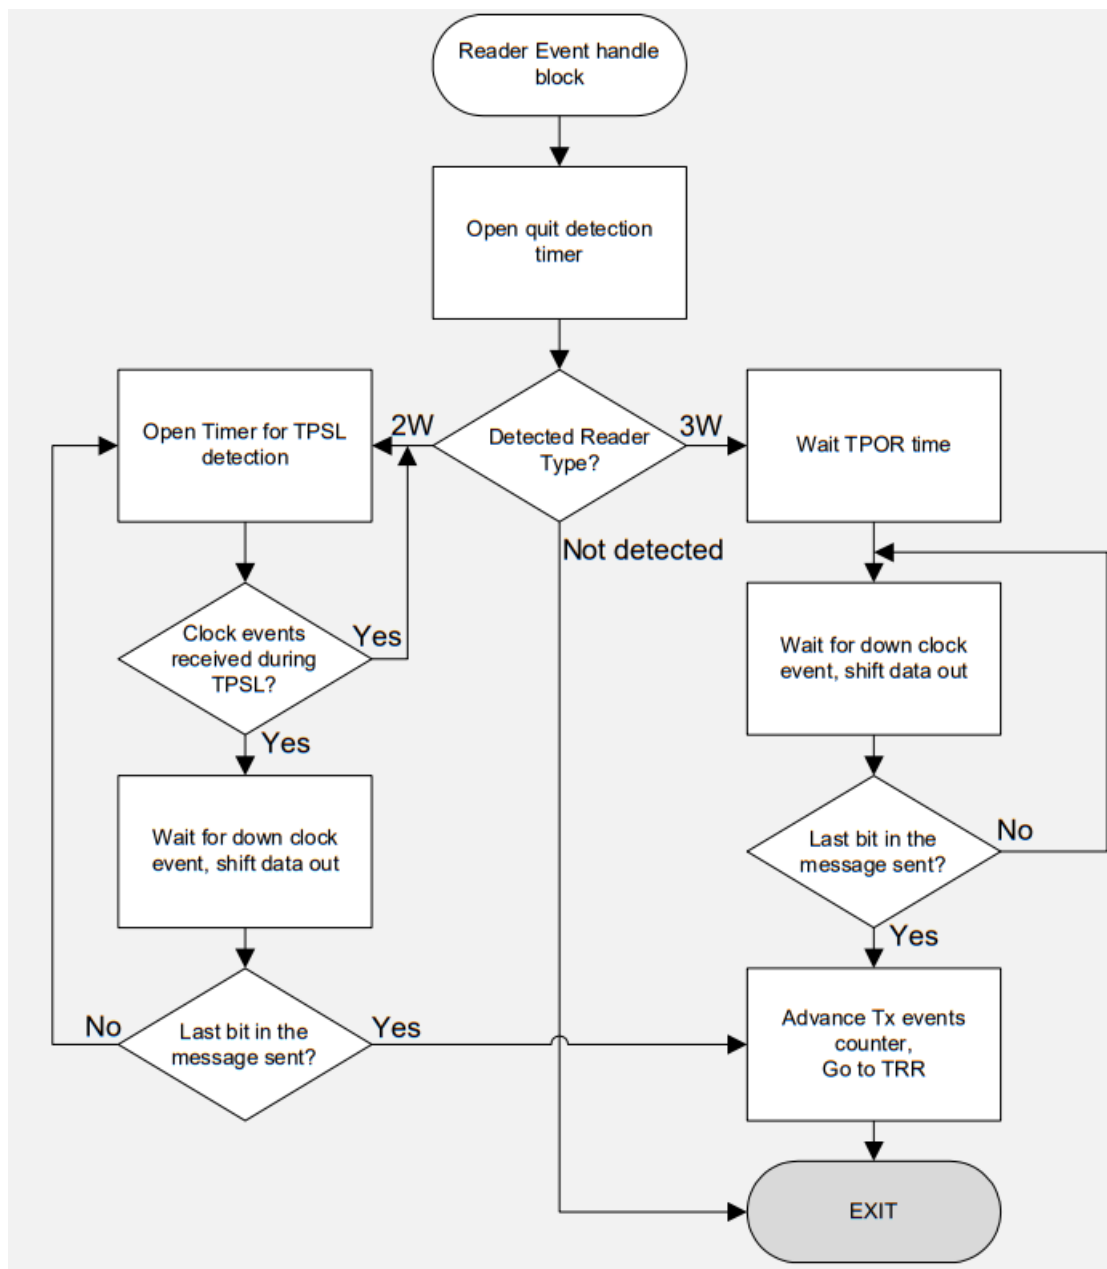 Reader Event handle
block
Open quit detection
timer
Open Timer for TPSL
detection
2W
Detected Reader
Type?
3W
Wait TPOR time
Not detected
Clock events
received during
TPSL?
Yes
Yes
Wait for down clock
event, shift data out
Wait for down clock
event, shift data out
Last bit in the
message sent?
No
Yes
No
Last bit in the
message sent?
Yes
Advance Tx events
counter,
Go to TRR
EXIT